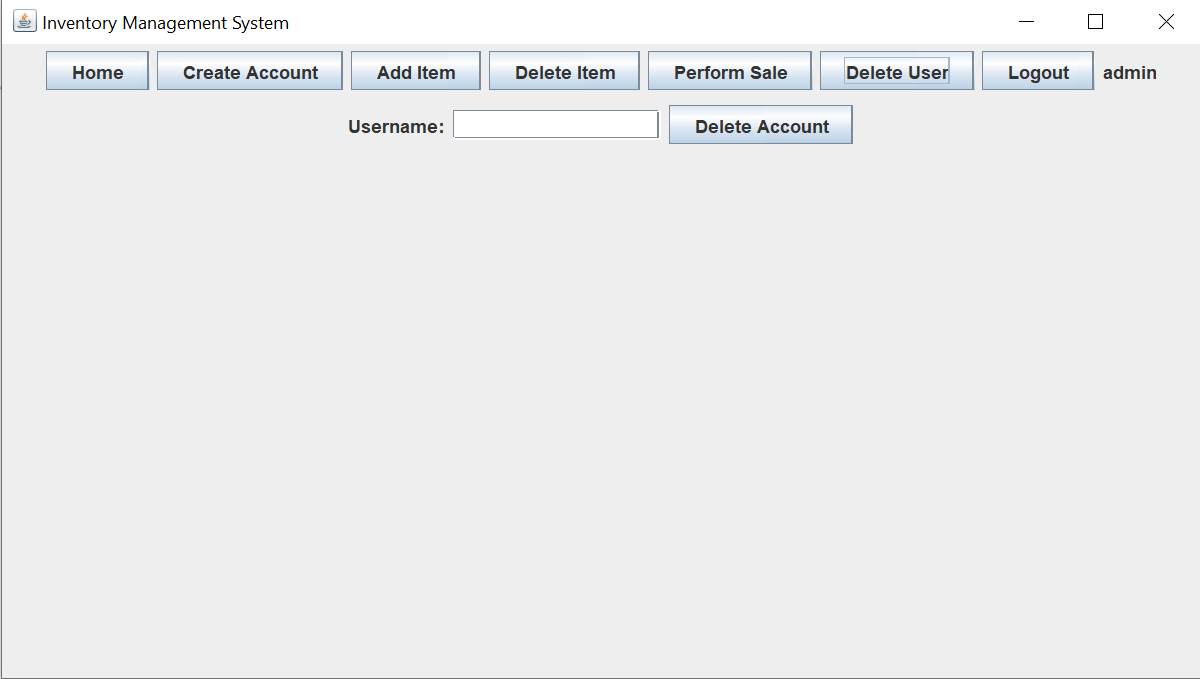 Inventory Management System
Home Create Account Add Item Delete Item Perform Sale Delete User Logout admin
Username: Delete Account